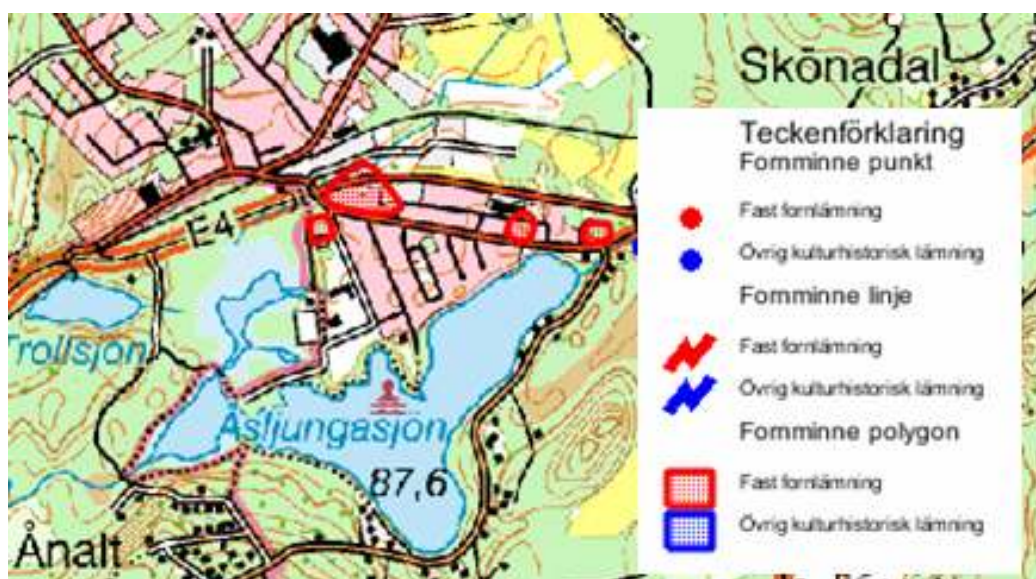 Skönadal
E4
Trollsjön
Åsljungasjön
87,6
Ånalt
Teckenförklaring
Fornminne punkt
Fast fornlämning
Övrig kulturhistorisk lämning
Fornminne linje
Fast fornlämning
Övrig kulturhistorisk lämning
Fornminne polygon
Fast fornlämning
Övrig kulturhistorisk lämning